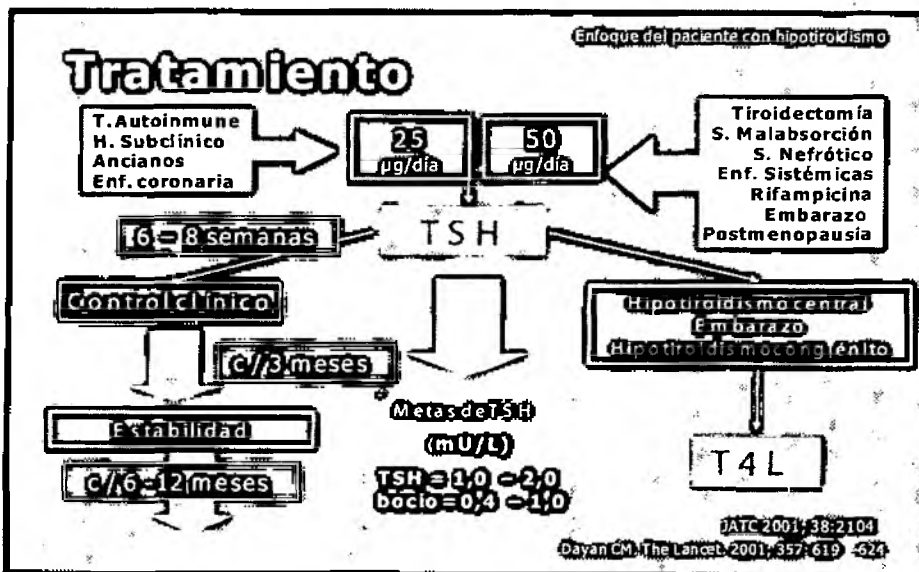 Enfoque del paciente con hipotiroidismo
Tratamiento
T. Autoinmune
H. Subclínico
Ancianos
Enf. coronaria
25
µg/día
50
µg/día
Tiroidectomía
S. Malabsorción
S. Nefrótico
Enf. Sistémicas
Rifampicina
Embarazo
Postmenopausia
6 - 8 semanas
TSH
Control clínico
Hipotiroidismo central
Embarazo
Hipotiroidismo congénito
c//3 meses
Estabilidad
Metas de TSH
(mU/L)
TSH = 1,0 - 2,0
bocio = 0,4 - 1,0
T4L
c//6-12 meses
JATC 2001, 38:2104
Dayan CM. The Lancet. 2001; 357: 619 -624